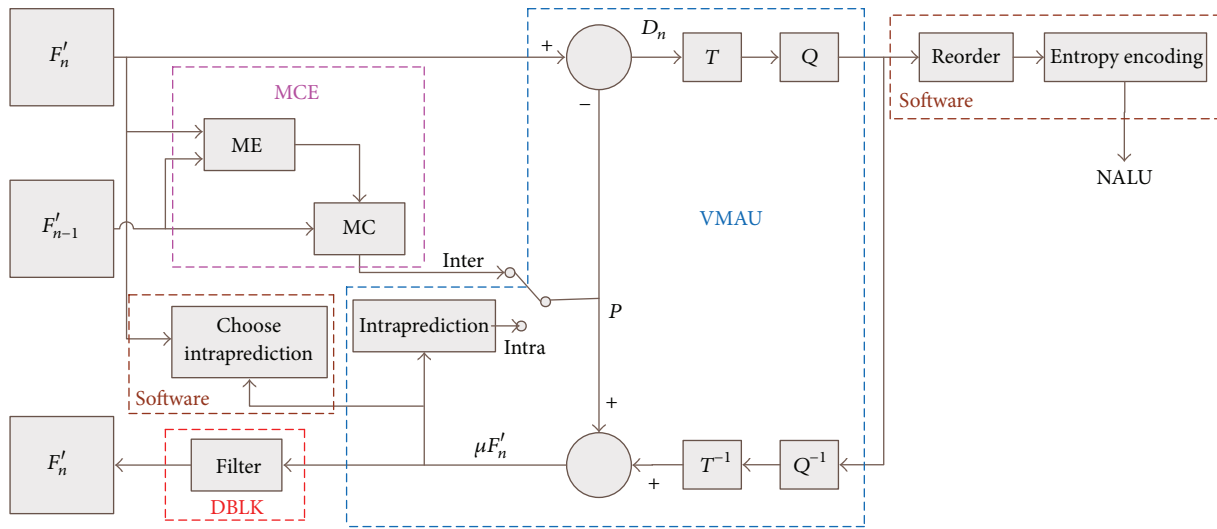 F′ₙ
+
Dₙ
T
Q
Reorder
Entropy encoding
Software
MCE
−
ME
NALU
F′ₙ₋₁
MC
VMAU
Inter
P
Choose
intraprediction
Software
Intraprediction
Intra
+
F′ₙ
Filter
DBLK
μF′ₙ
+
T⁻¹
Q⁻¹